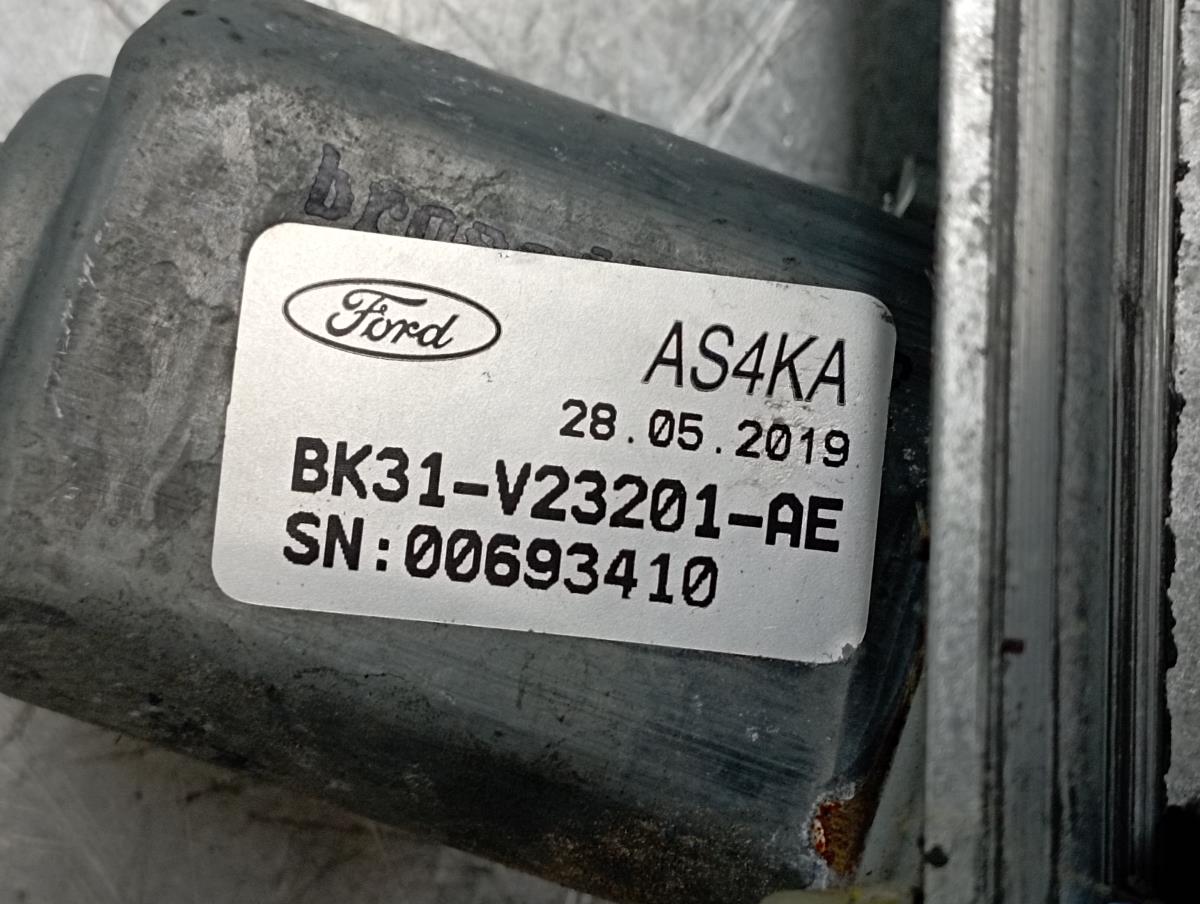 Ford
AS4KA
28.05.2019
BK31-V23201-AE
SN:00693410